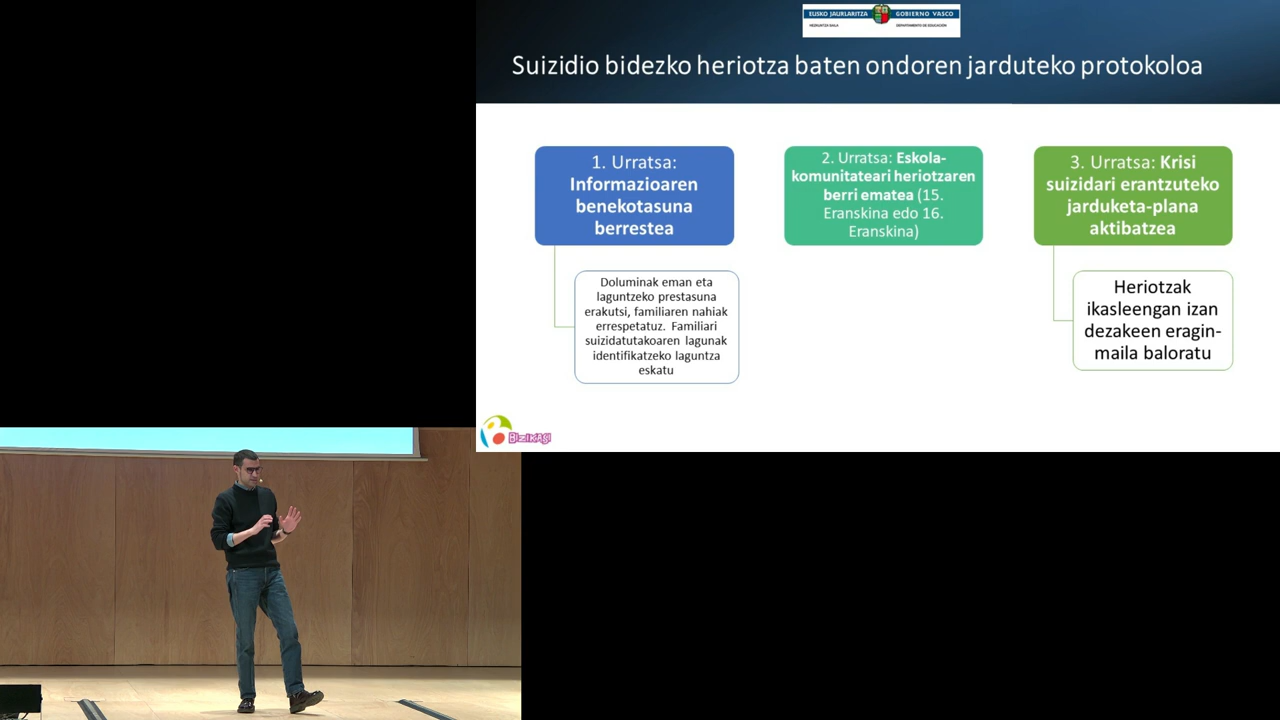 EUSKO JAURLARITZA
GOBIERNO VASCO
HEZKUNTZA SAILA
DEPARTAMENTO DE EDUCACIÓN
Suizidio bidezko heriotza baten ondoren jarduteko protokoloa
1. Urratsa:
Informazioaren
benekotasuna
berrestea
Doluminak eman eta
laguntzeko prestasuna
erakutsi, familiaren nahiak
errespetatuz. Familiari
suizidatutakoaren lagunak
identifikatzeko laguntza
eskatu
2. Urratsa: Eskola-
komunitateari heriotzaren
berri ematea (15.
Eranskina edo 16.
Eranskina)
3. Urratsa: Krisi
suizidari erantzuteko
jarduketa-plana
aktibatzea
Heriotzak
ikasleengan izan
dezakeen eragin-
maila baloratu
BIZIKASI